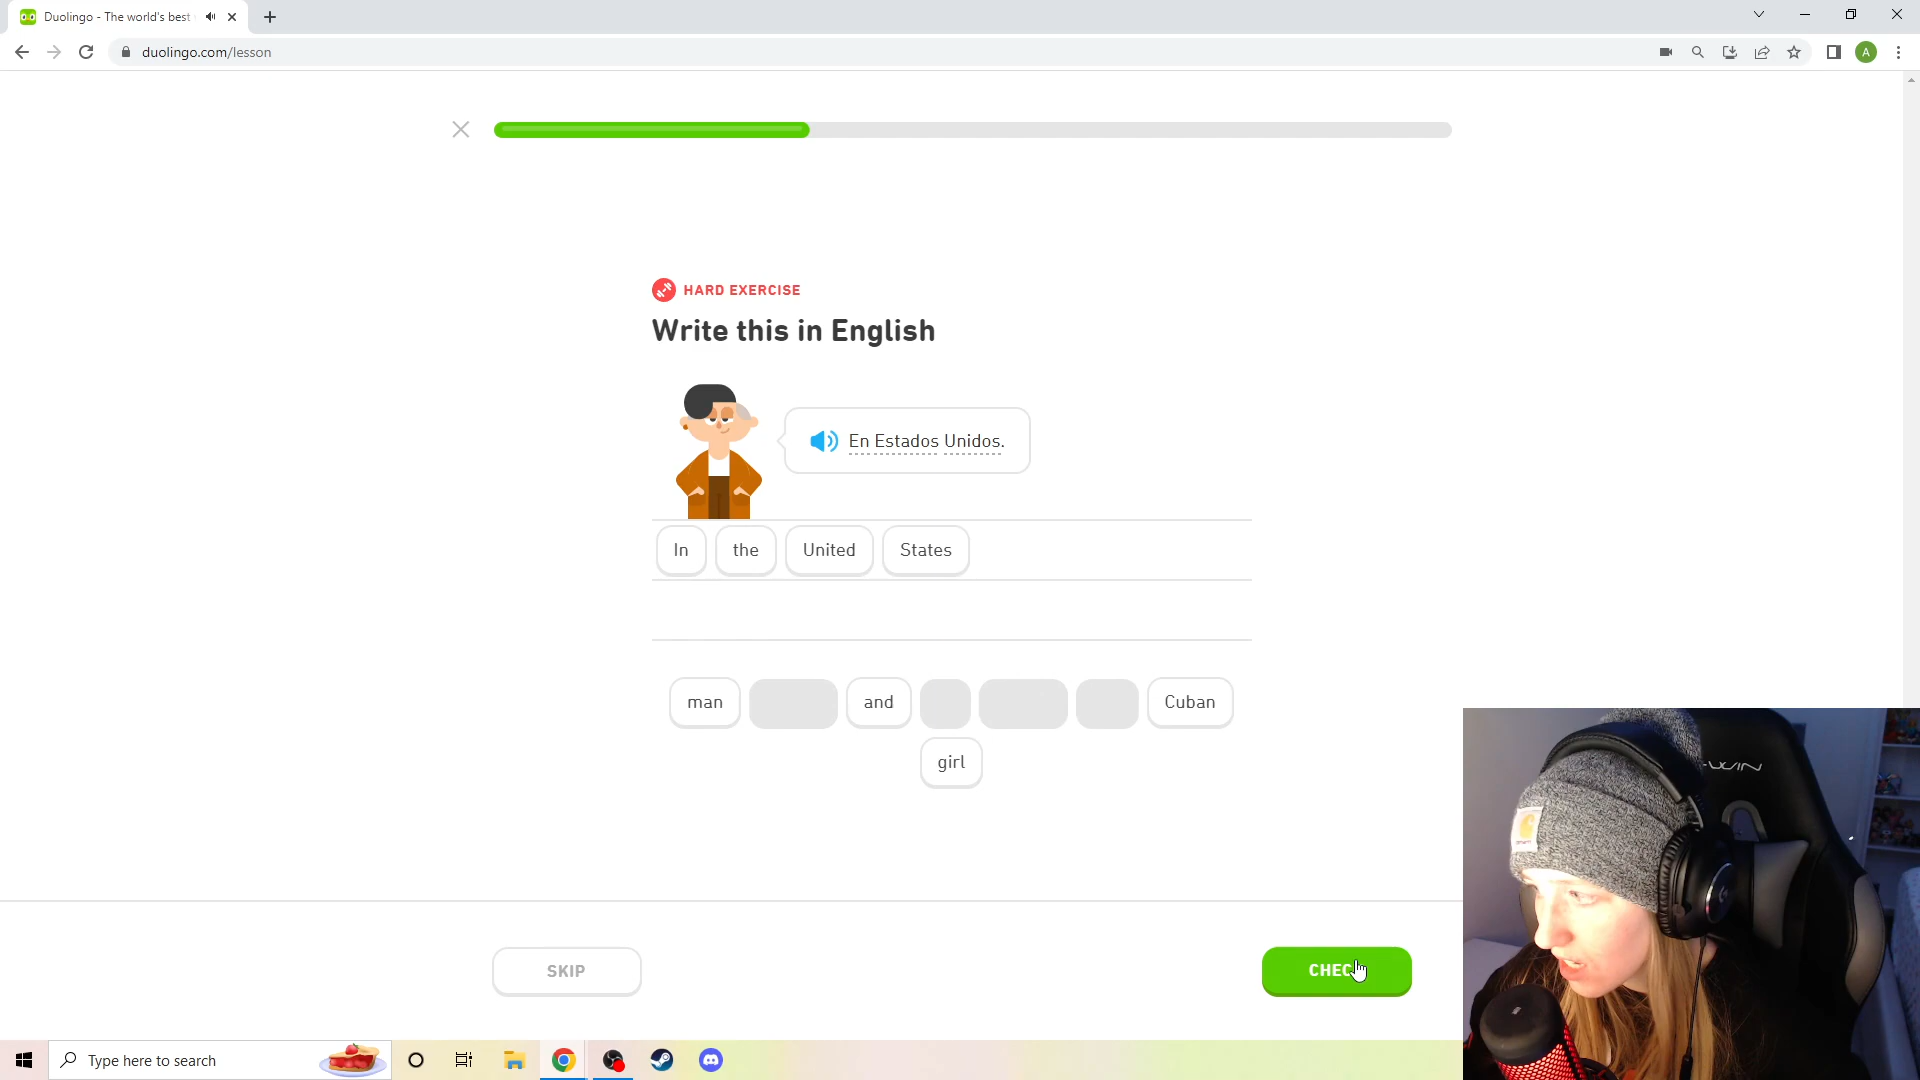 Duolingo - The world's best
duolingo.com/lesson
A
HARD EXERCISE
Write this in English
En Estados Unidos.
In the United States
man and Cuban
girl
SKIP
CHECK
Type here to search